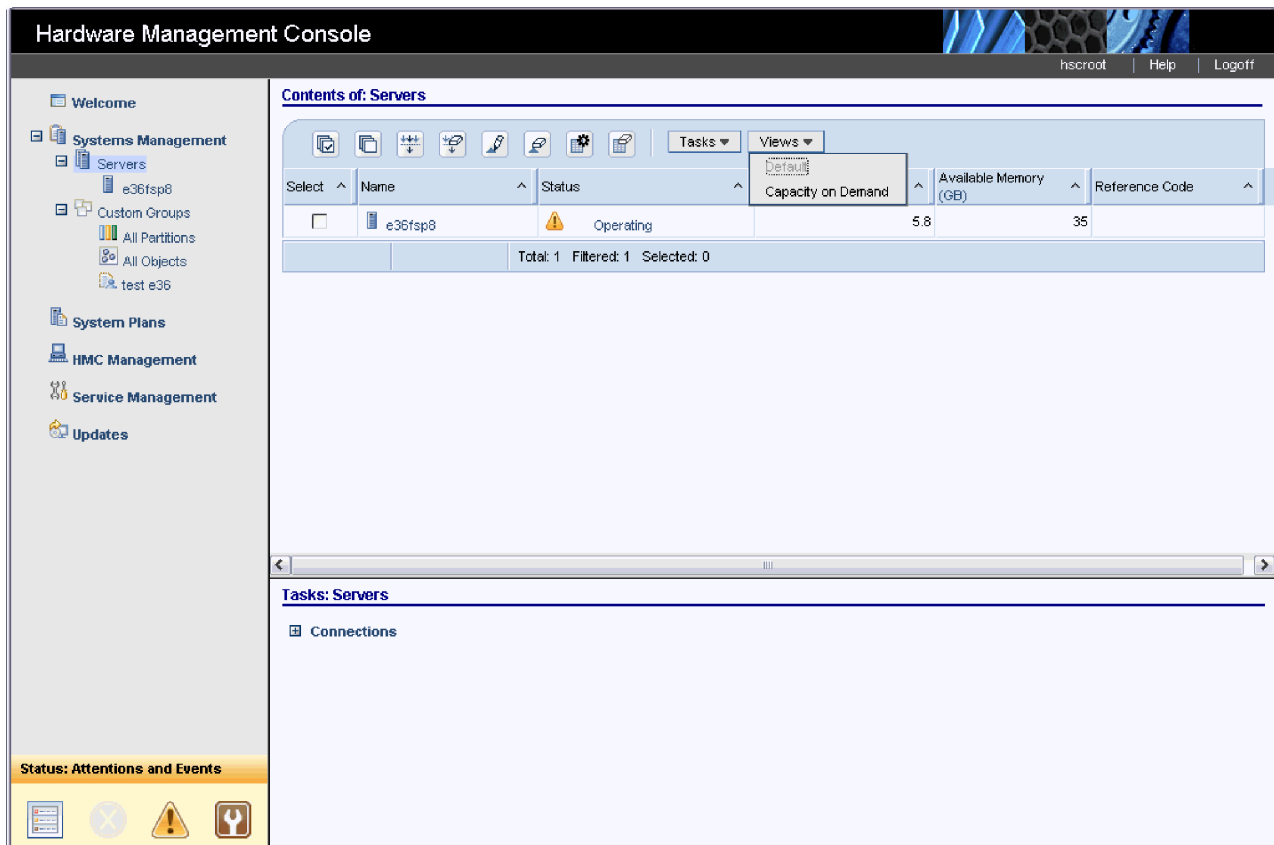 Hardware Management Console
hscroot | Help | Logoff
Welcome
Systems Management
Servers
e36fsp8
Custom Groups
All Partitions
All Objects
test e36
System Plans
HMC Management
Service Management
Updates
Status: Attentions and Events
Contents of: Servers
Tasks Views
Default
Capacity on Demand
Select ^ Name ^ Status ^ ^ Available Memory (GB) ^ Reference Code ^
e36fsp8 Operating 5.8 35
Total: 1 Filtered: 1 Selected: 0
Tasks: Servers
Connections